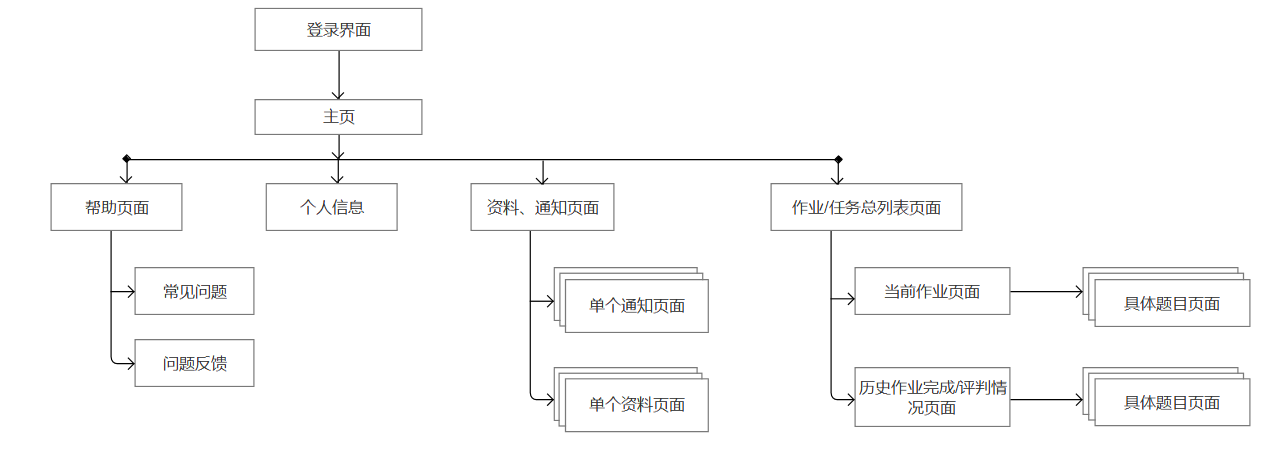 登录界面
主页
帮助页面
个人信息
资料、通知页面
作业/任务总列表页面
常见问题
问题反馈
单个通知页面
单个资料页面
当前作业页面
具体题目页面
历史作业完成/评判情
况页面
具体题目页面